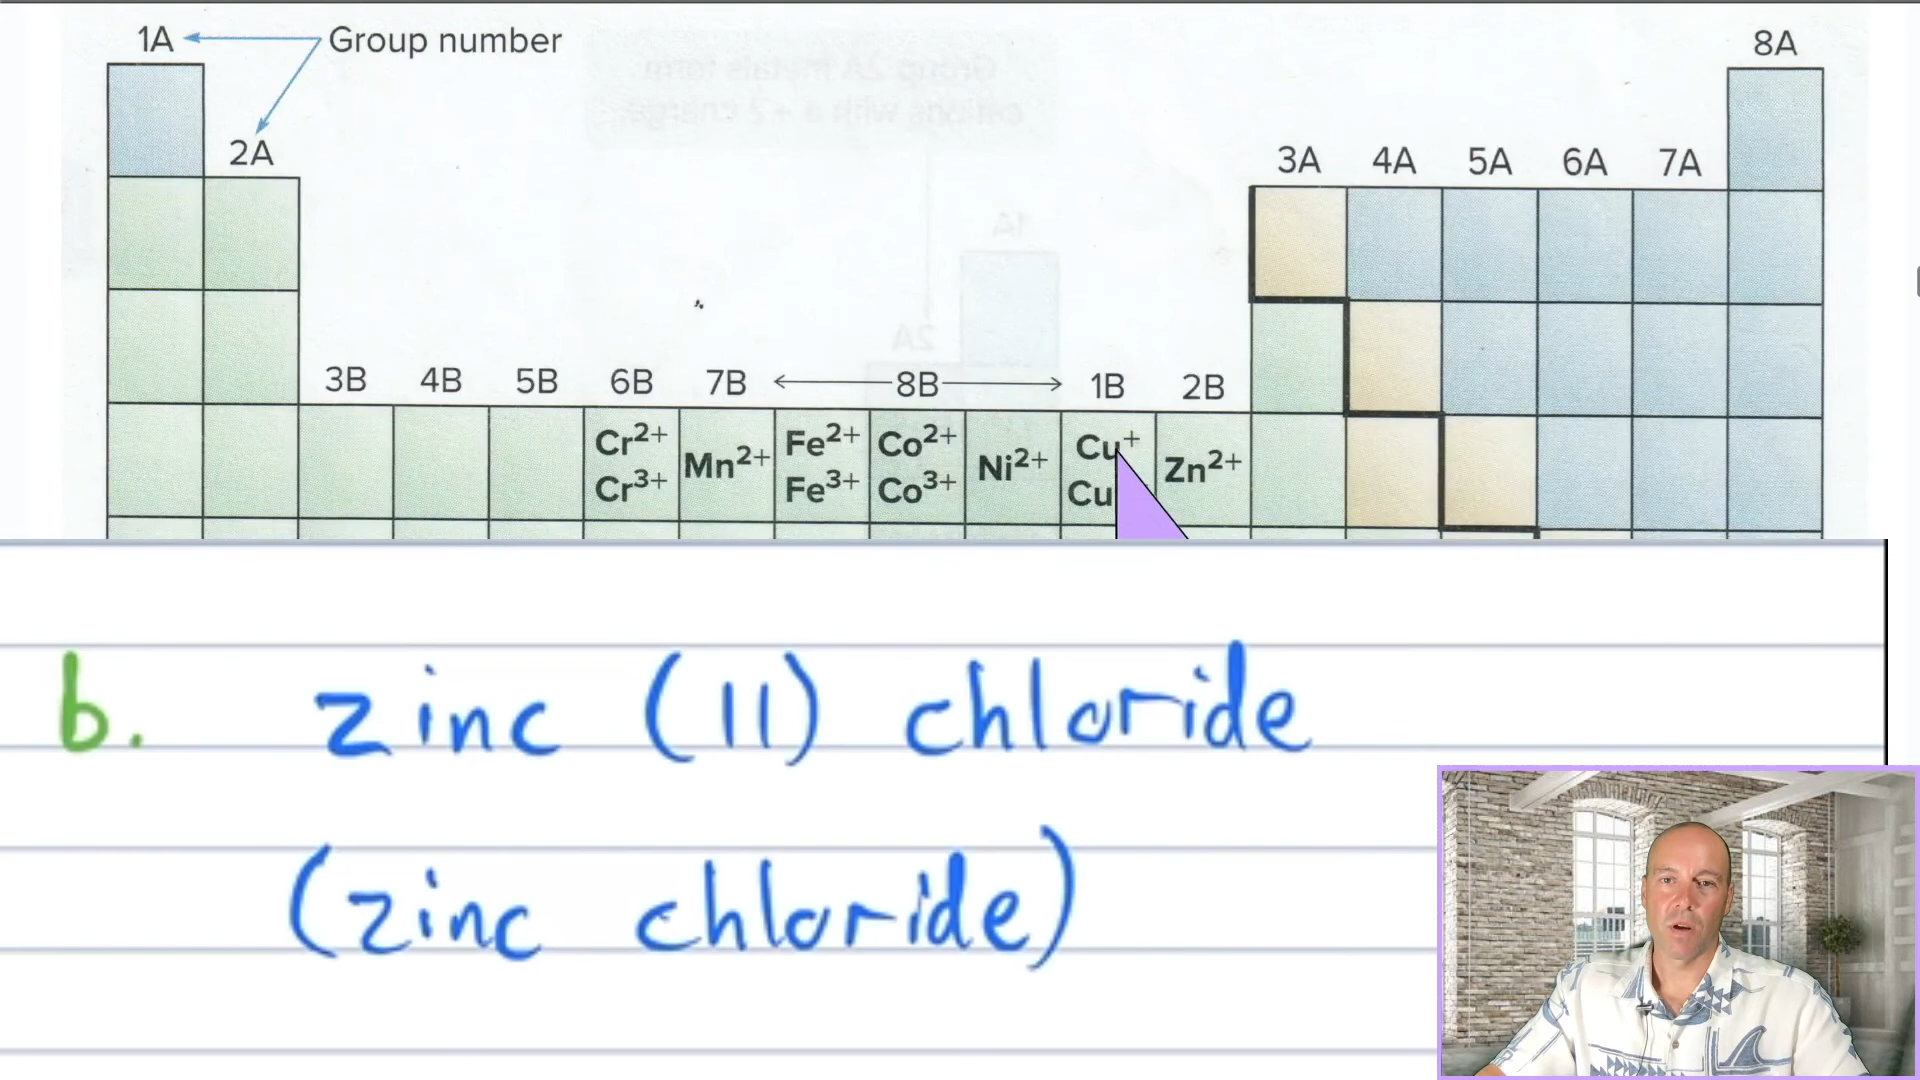 1A Group number 8A
2A 3A 4A 5A 6A 7A
3B 4B 5B 6B 7B 8B 1B 2B
Cr2+ Mn2+ Fe2+ Co2+ Ni2+ Cu+ Zn2+
Cr3+ Fe3+ Co3+ Cu
b. zinc (II) chloride
(zinc chloride)